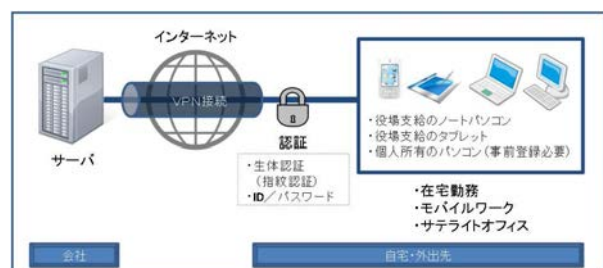 インターネット
VPN接続
サーバ
認証
・生体認証
（指紋認証）
・ID／パスワード
・役場支給のノートパソコン
・役場支給のタブレット
・個人所有のパソコン（事前登録必要）
・在宅勤務
・モバイルワーク
・サテライトオフィス
会社
自宅・外出先